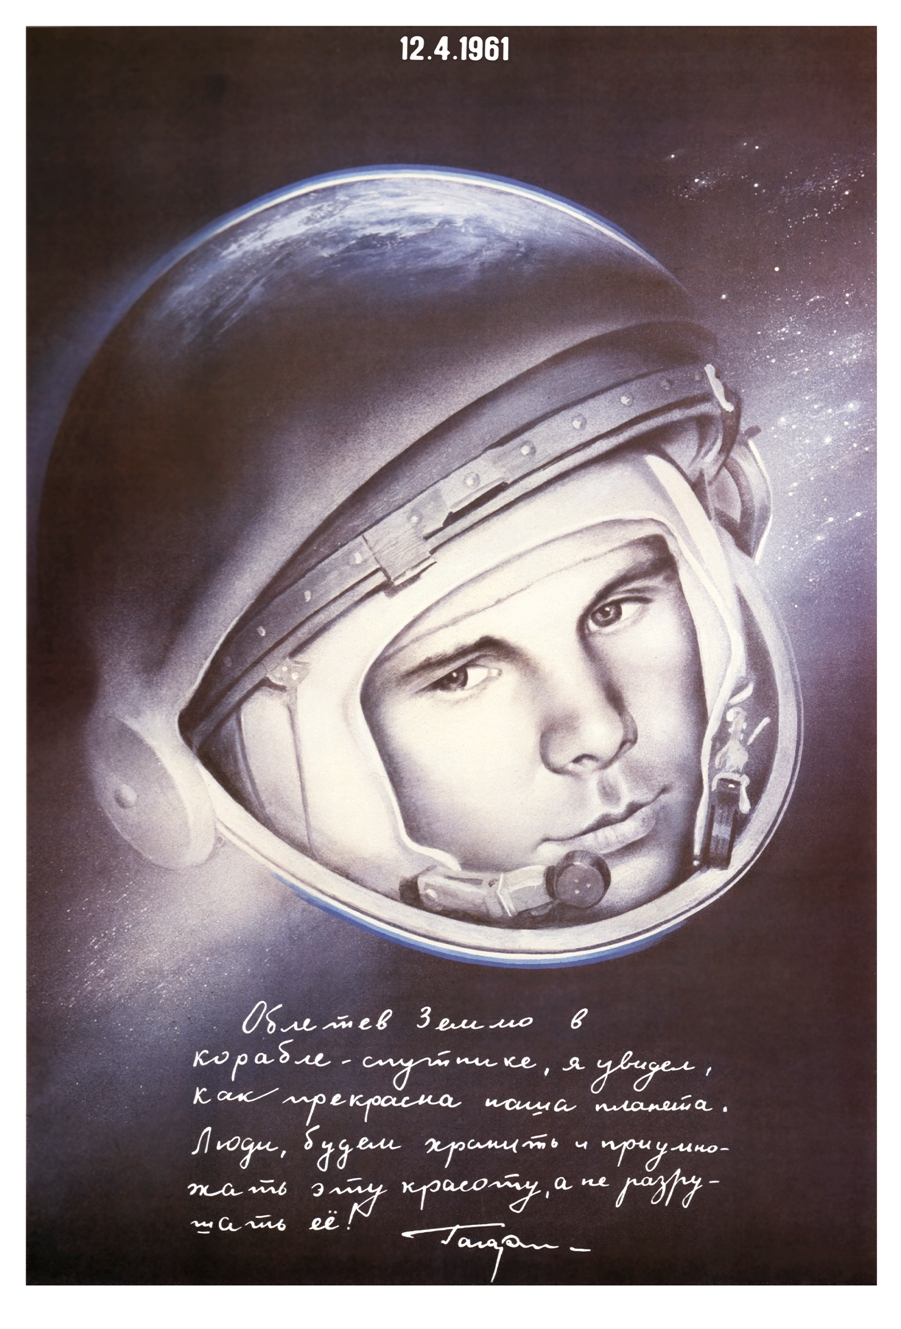 12.4.1961
Облетев Землю в
корабле-спутнике, я увидел,
как прекрасна наша планета.
Люди, будем хранить и приумно-
жать эту красоту, а не разру-
шать её!
Гагарин